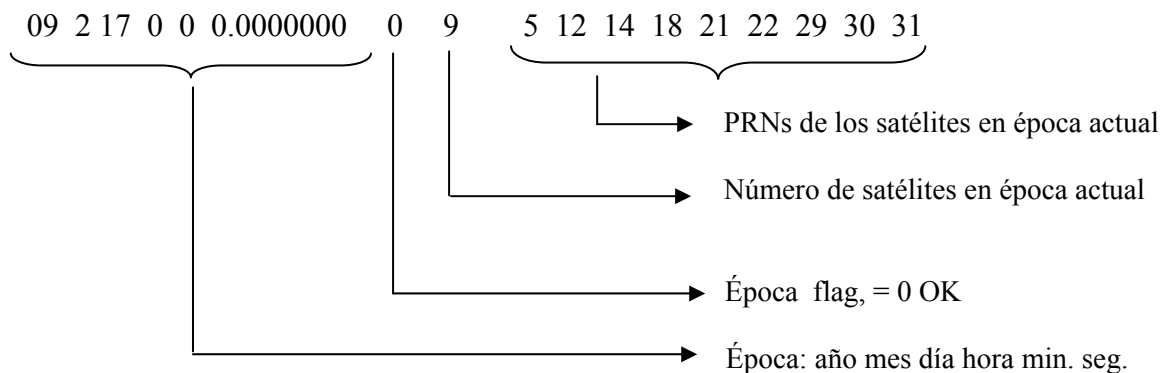 09 2 17 0 0 0.0000000 0 9 5 12 14 18 21 22 29 30 31
PRNs de los satélites en época actual
Número de satélites en época actual
Época flag, = 0 OK
Época: año mes día hora min. seg.